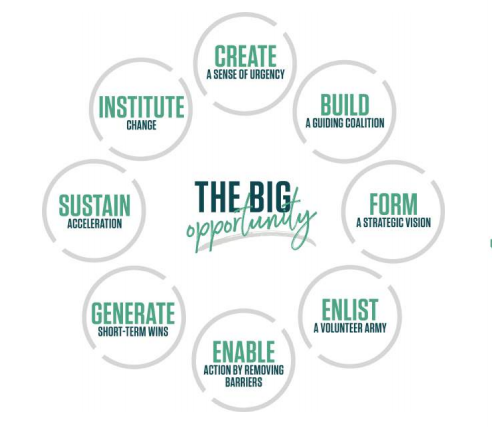 CREATE
A SENSE OF URGENCY
BUILD
A GUIDING COALITION
FORM
A STRATEGIC VISION
ENLIST
A VOLUNTEER ARMY
ENABLE
ACTION BY REMOVING
BARRIERS
GENERATE
SHORT-TERM WINS
SUSTAIN
ACCELERATION
INSTITUTE
CHANGE
THE BIG
opportunity